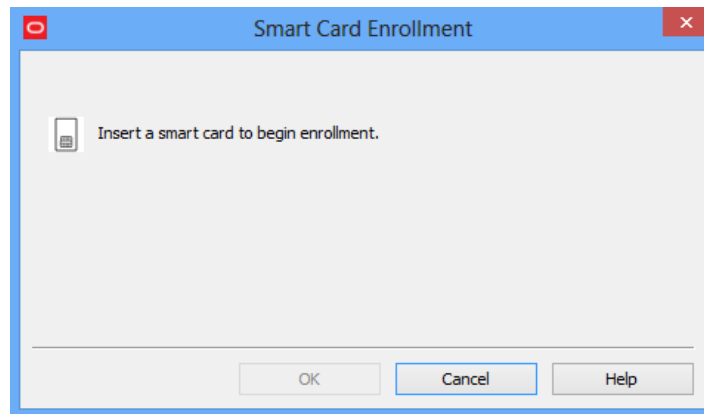 Smart Card Enrollment
Insert a smart card to begin enrollment.
OK
Cancel
Help